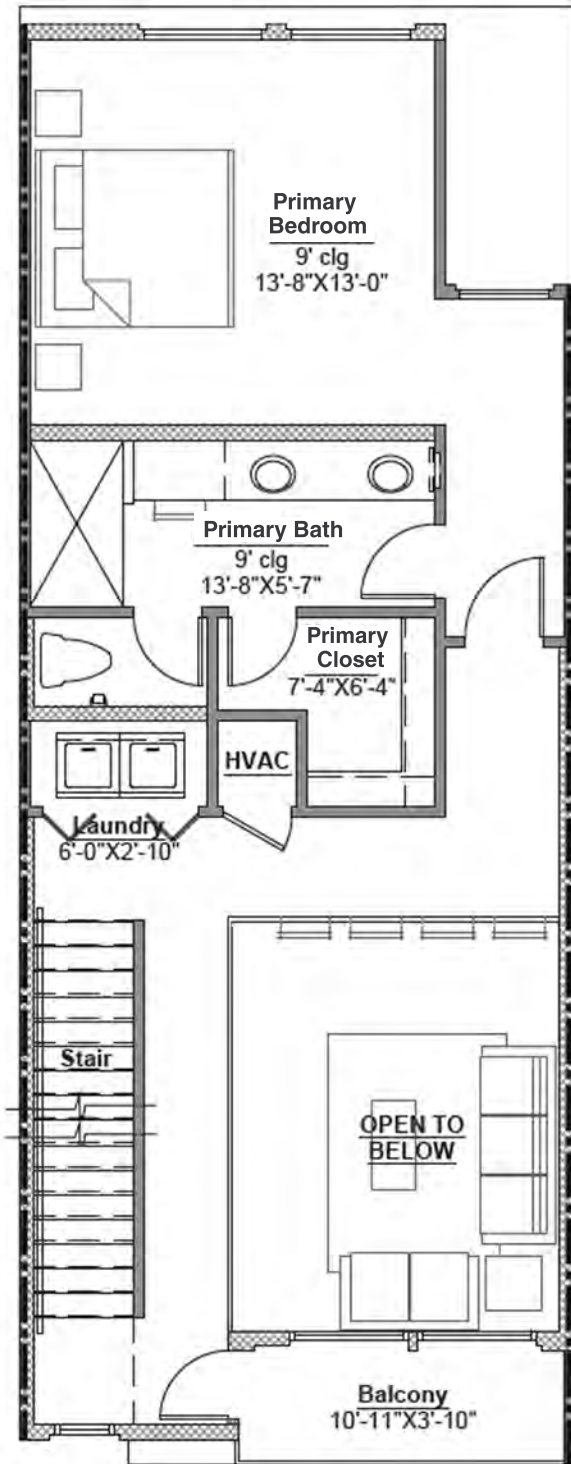 Primary
Bedroom
9' clg
13'-8"X13'-0"
Primary Bath
9' clg
13'-8"X5'-7"
Primary
Closet
7'-4"X6'-4"
HVAC
Laundry
6'-0"X2'-10"
Stair
OPEN TO
BELOW
Balcony
10'-11"X3'-10"